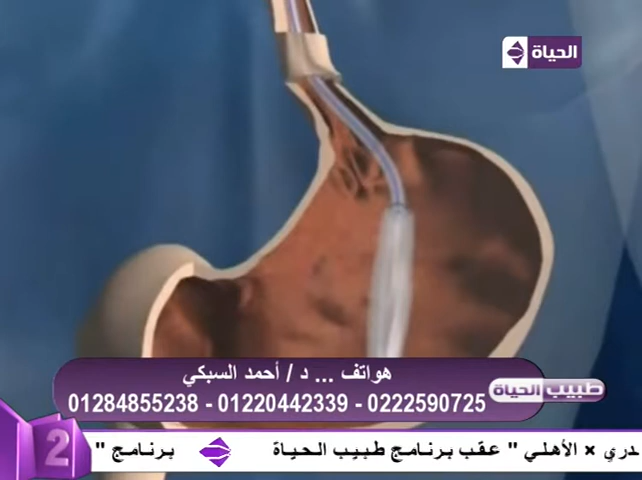 الحياة
هواتف ... د / أحمد السبكي
01284855238 - 01220442339 - 0222590725
طبيب الحياة
2
دري × الأهلي " عقب برنامج طبيب الحياة برنامج "